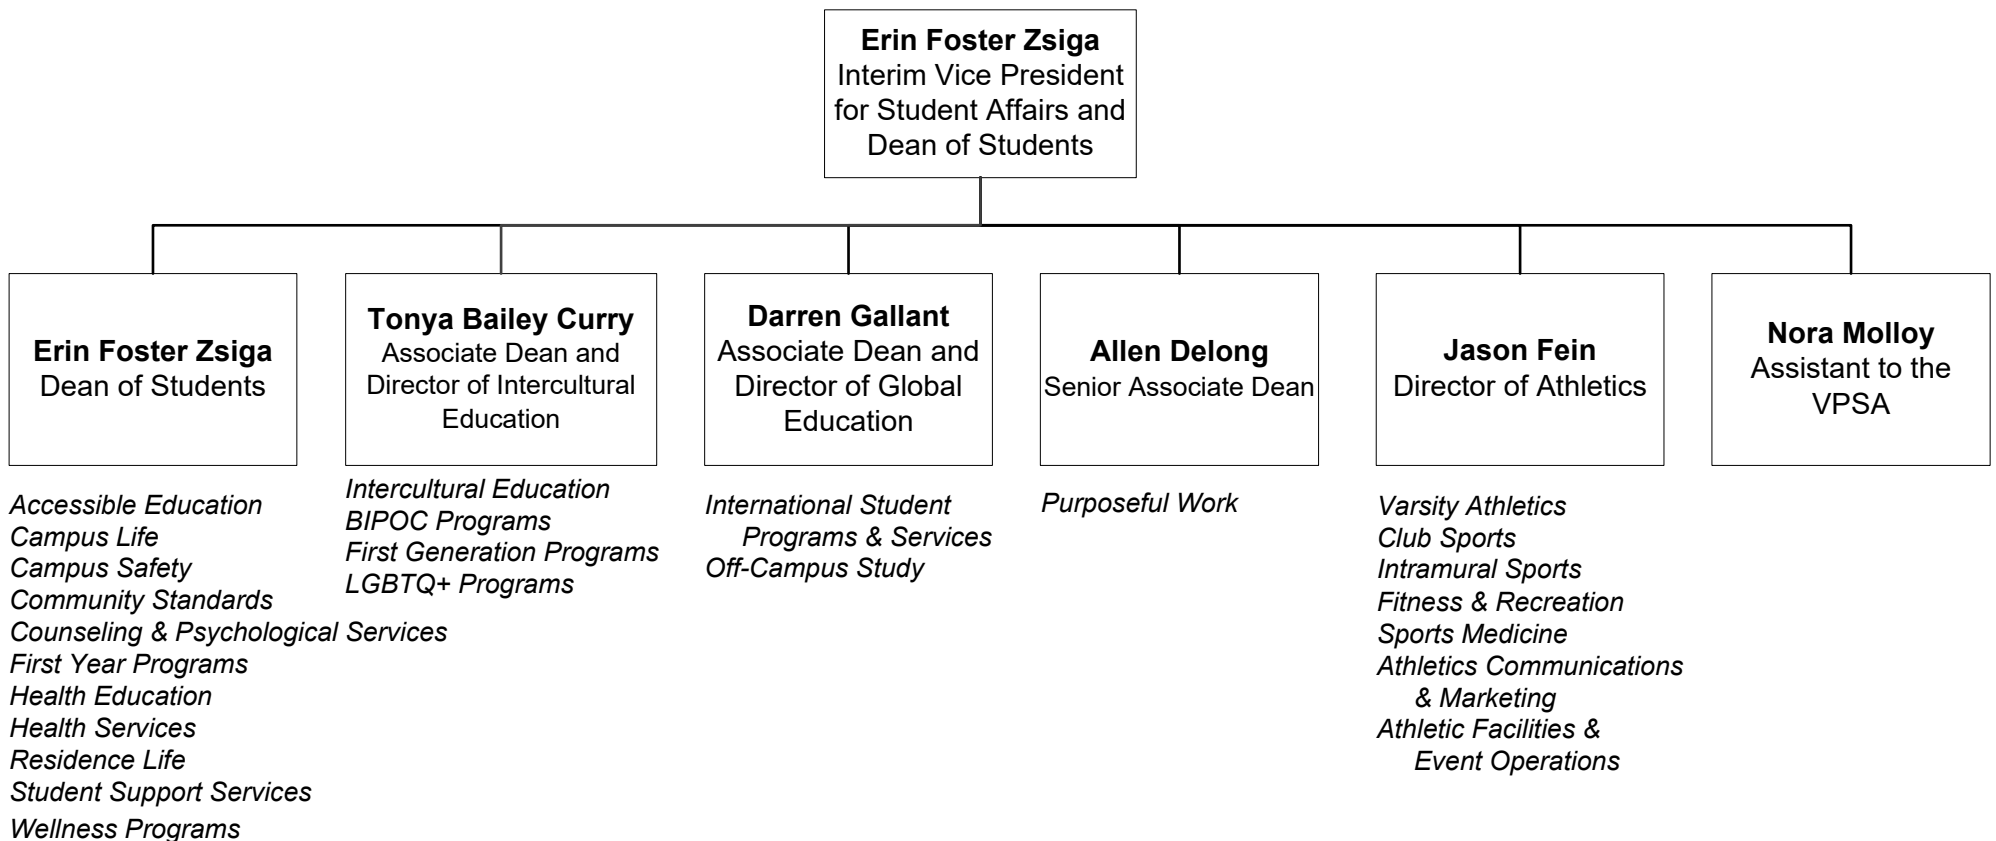 Erin Foster Zsiga
Interim Vice President
for Student Affairs and
Dean of Students
Erin Foster Zsiga
Dean of Students
Accessible Education
Campus Life
Campus Safety
Community Standards
Counseling & Psychological Services
First Year Programs
Health Education
Health Services
Residence Life
Student Support Services
Wellness Programs
Tonya Bailey Curry
Associate Dean and
Director of Intercultural
Education
Intercultural Education
BIPOC Programs
First Generation Programs
LGBTQ+ Programs
Darren Gallant
Associate Dean and
Director of Global
Education
International Student
Programs & Services
Off-Campus Study
Allen Delong
Senior Associate Dean
Purposeful Work
Jason Fein
Director of Athletics
Varsity Athletics
Club Sports
Intramural Sports
Fitness & Recreation
Sports Medicine
Athletics Communications
& Marketing
Athletic Facilities &
Event Operations
Nora Molloy
Assistant to the
VPSA